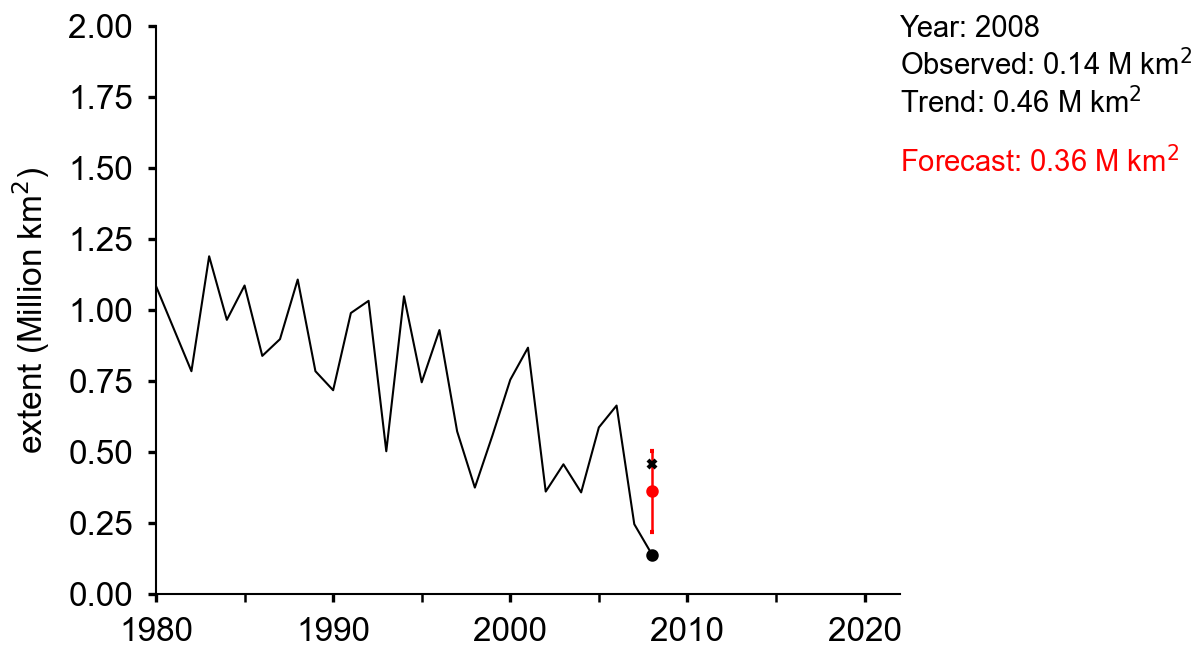 2.00
1.75
1.50
1.25
1.00
0.75
0.50
0.25
0.00
extent (Million km²)
1980 1990 2000 2010 2020
Year: 2008
Observed: 0.14 M km²
Trend: 0.46 M km²
Forecast: 0.36 M km²